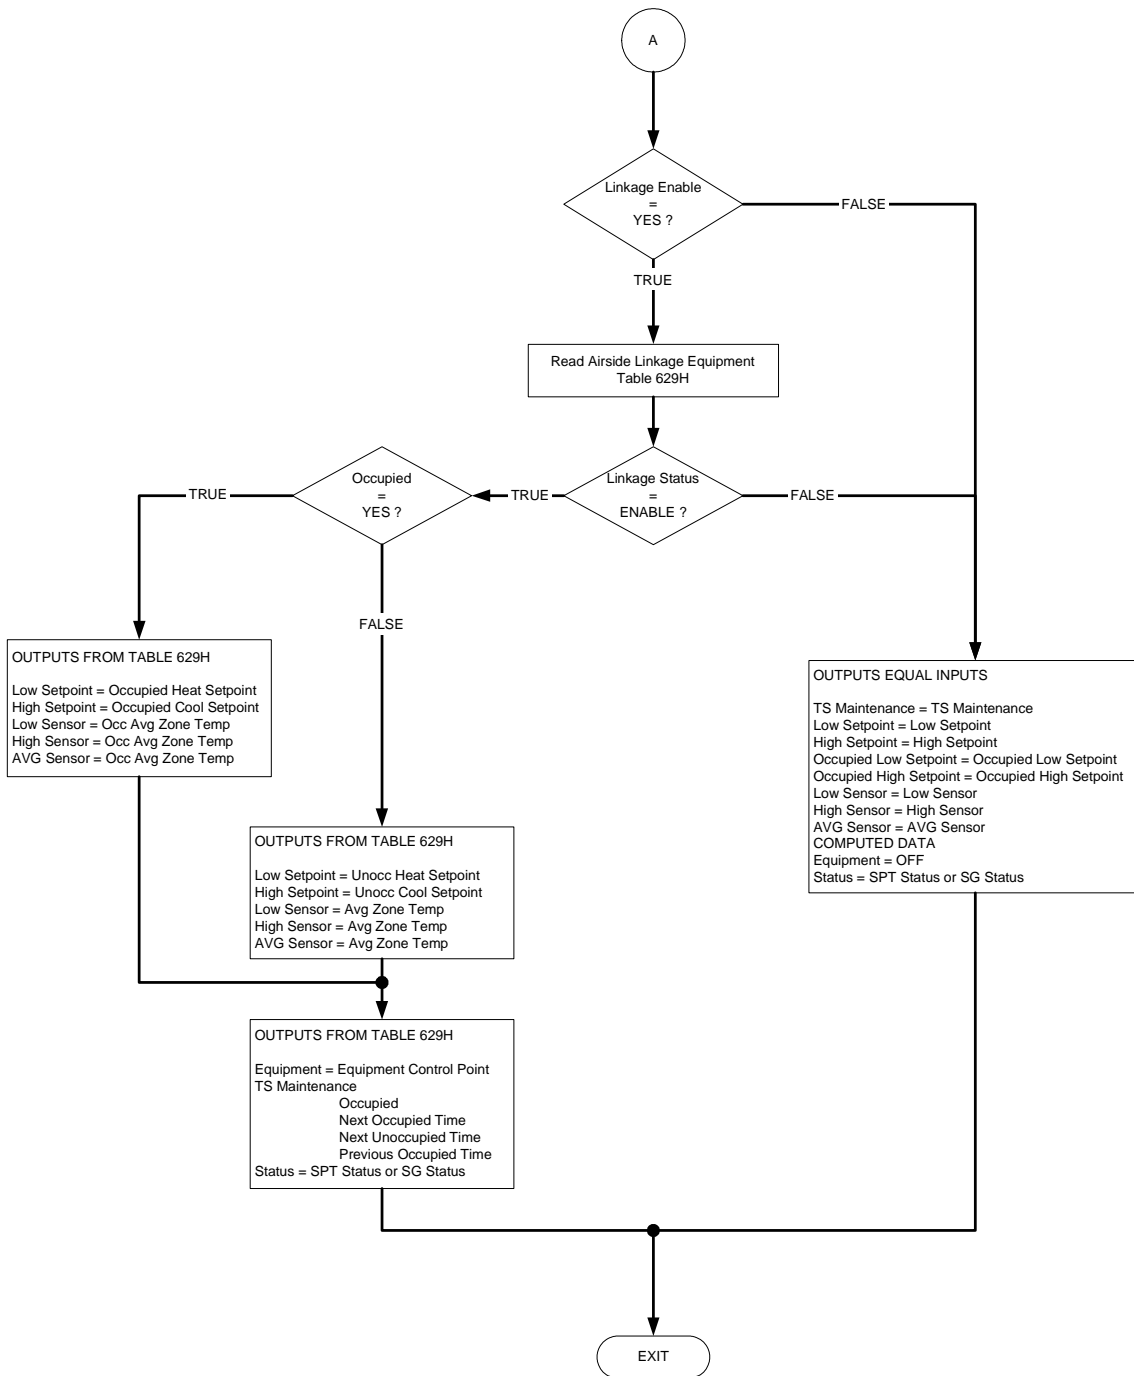 A
Linkage Enable
=
YES ?
FALSE
TRUE
Read Airside Linkage Equipment
Table 629H
Linkage Status
=
ENABLE ?
TRUE
FALSE
Occupied
=
YES ?
TRUE
FALSE
OUTPUTS FROM TABLE 629H
Low Setpoint = Occupied Heat Setpoint
High Setpoint = Occupied Cool Setpoint
Low Sensor = Occ Avg Zone Temp
High Sensor = Occ Avg Zone Temp
AVG Sensor = Occ Avg Zone Temp
OUTPUTS EQUAL INPUTS
TS Maintenance = TS Maintenance
Low Setpoint = Low Setpoint
High Setpoint = High Setpoint
Occupied Low Setpoint = Occupied Low Setpoint
Occupied High Setpoint = Occupied High Setpoint
Low Sensor = Low Sensor
High Sensor = High Sensor
AVG Sensor = AVG Sensor
COMPUTED DATA
Equipment = OFF
Status = SPT Status or SG Status
OUTPUTS FROM TABLE 629H
Low Setpoint = Unocc Heat Setpoint
High Setpoint = Unocc Cool Setpoint
Low Sensor = Avg Zone Temp
High Sensor = Avg Zone Temp
AVG Sensor = Avg Zone Temp
OUTPUTS FROM TABLE 629H
Equipment = Equipment Control Point
TS Maintenance
Occupied
Next Occupied Time
Next Unoccupied Time
Previous Occupied Time
Status = SPT Status or SG Status
EXIT